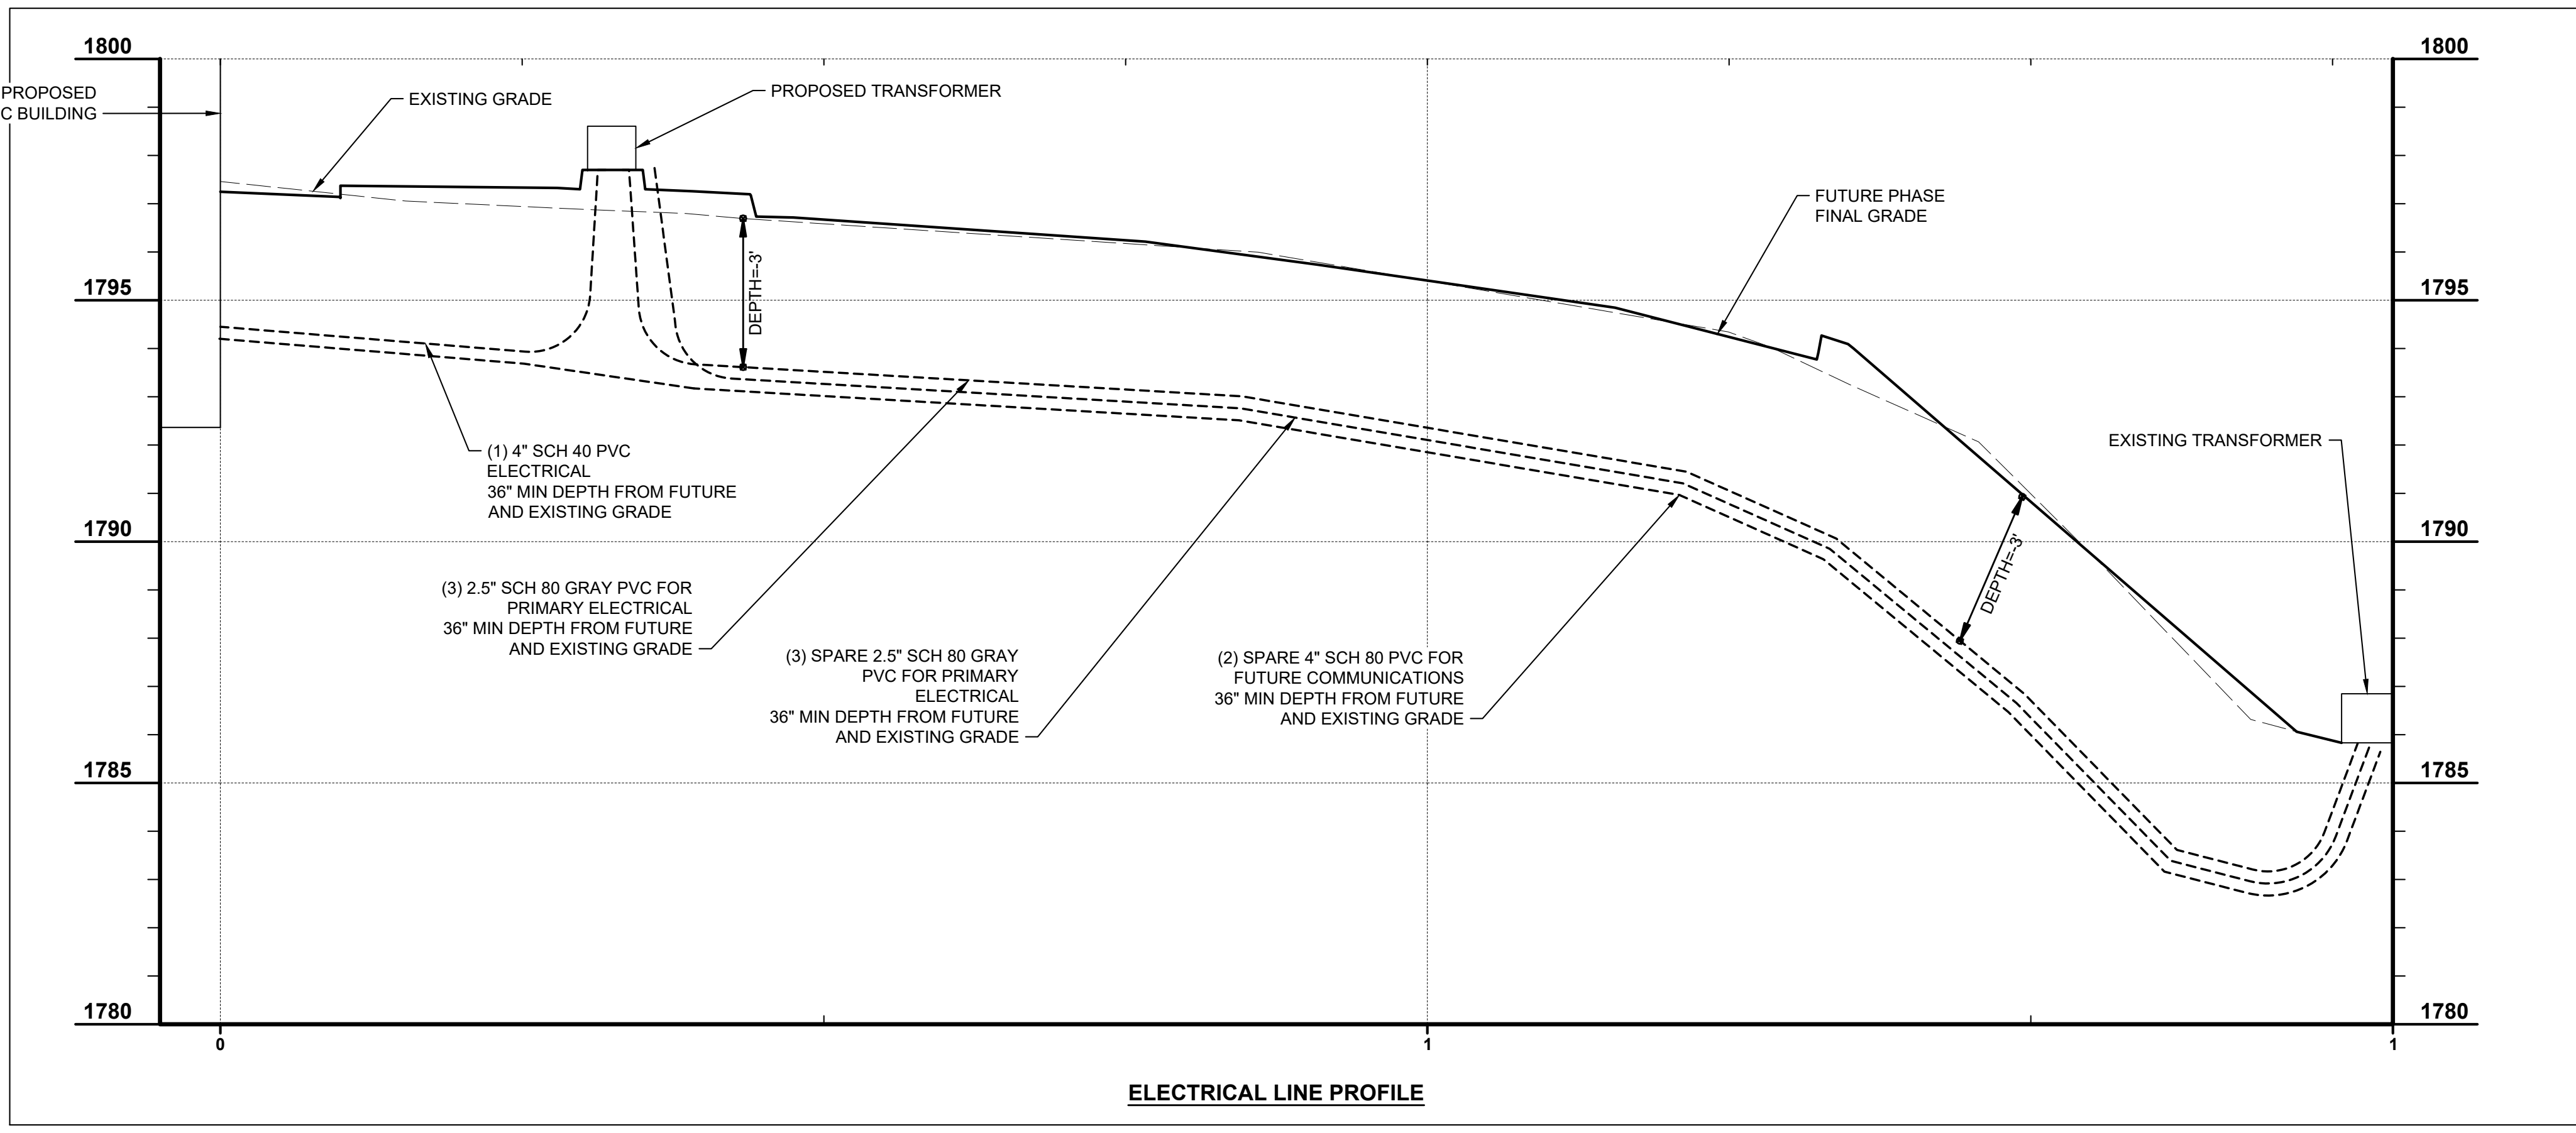 1800
1800
PROPOSED
C BUILDING
EXISTING GRADE
PROPOSED TRANSFORMER
FUTURE PHASE
FINAL GRADE
DEPTH=-3'
1795
1795
EXISTING TRANSFORMER
(1) 4" SCH 40 PVC
ELECTRICAL
36" MIN DEPTH FROM FUTURE
AND EXISTING GRADE
1790
1790
DEPTH=-3'
(3) 2.5" SCH 80 GRAY PVC FOR
PRIMARY ELECTRICAL
36" MIN DEPTH FROM FUTURE
AND EXISTING GRADE
(3) SPARE 2.5" SCH 80 GRAY
PVC FOR PRIMARY
ELECTRICAL
36" MIN DEPTH FROM FUTURE
AND EXISTING GRADE
(2) SPARE 4" SCH 80 PVC FOR
FUTURE COMMUNICATIONS
36" MIN DEPTH FROM FUTURE
AND EXISTING GRADE
1785
1785
1780
1780
0
1
1
ELECTRICAL LINE PROFILE